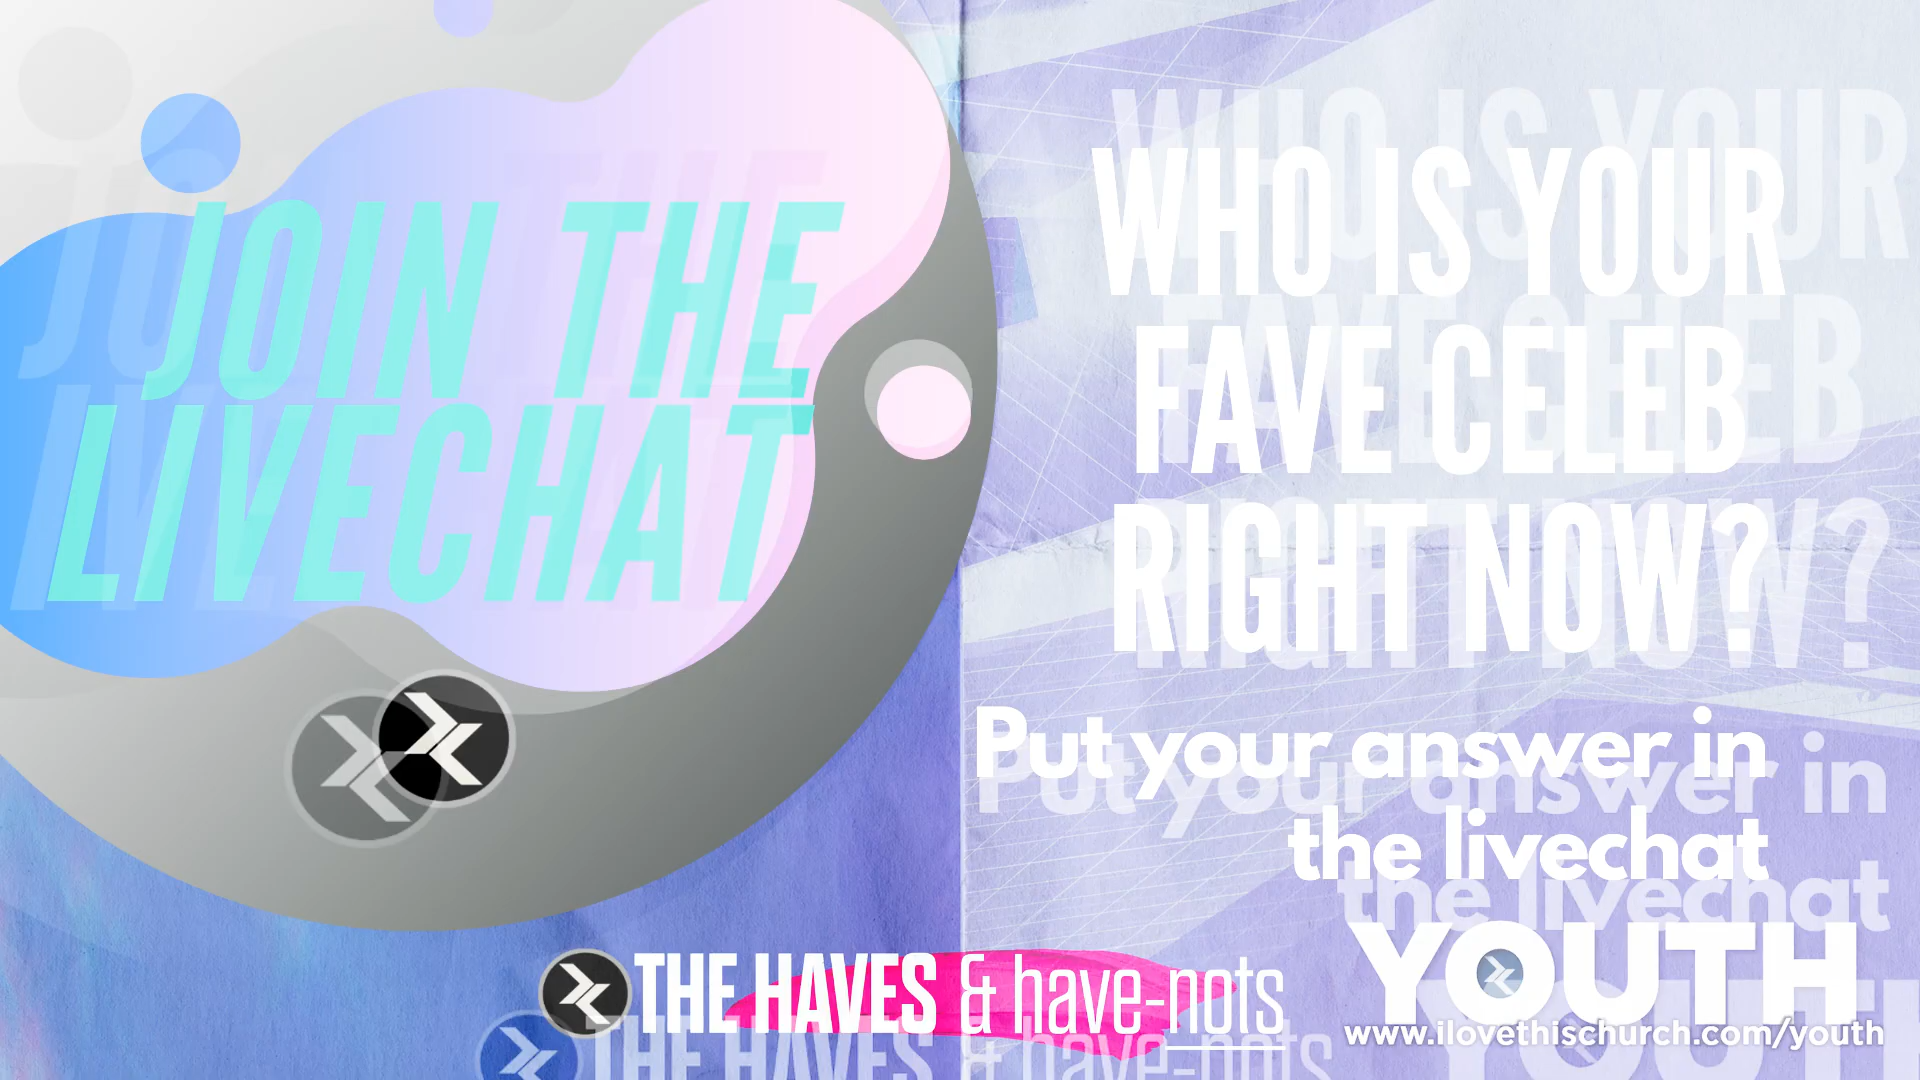 JOIN THE
LIVECHAT
WHO IS YOUR
FAVE CELEB
RIGHT NOW?
Put your answer in
the livechat
THE HAVES & have-nots
YOUTH
www.ilovethischurch.com/youth